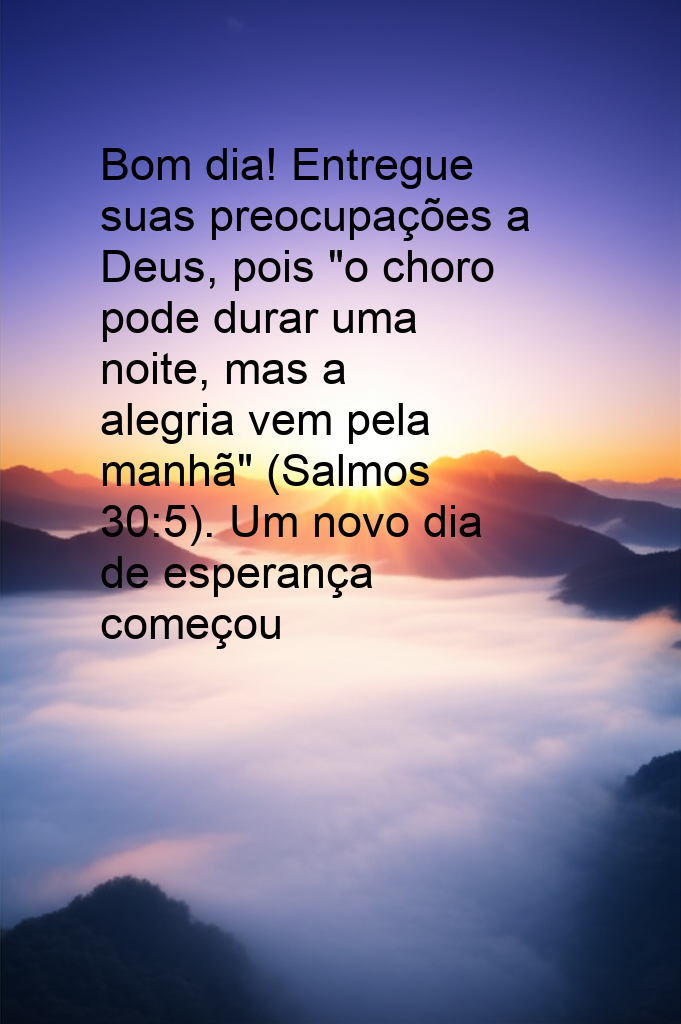 Bom dia! Entregue
suas preocupações a
Deus, pois "o choro
pode durar uma
noite, mas a
alegria vem pela
manhã" (Salmos
30:5). Um novo dia
de esperança
começou